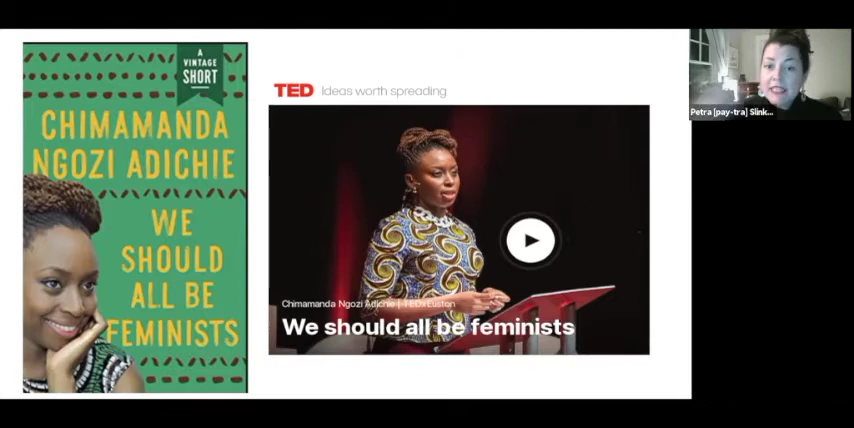 A
VINTAGE
SHORT
CHIMAMANDA
NGOZI ADICHIE
WE
SHOULD
ALL BE
FEMINISTS
TED Ideas worth spreading
Chimamanda Ngozi Adichie | TEDxEuston
We should all be feminists
Petra [pay-tra] Slink...